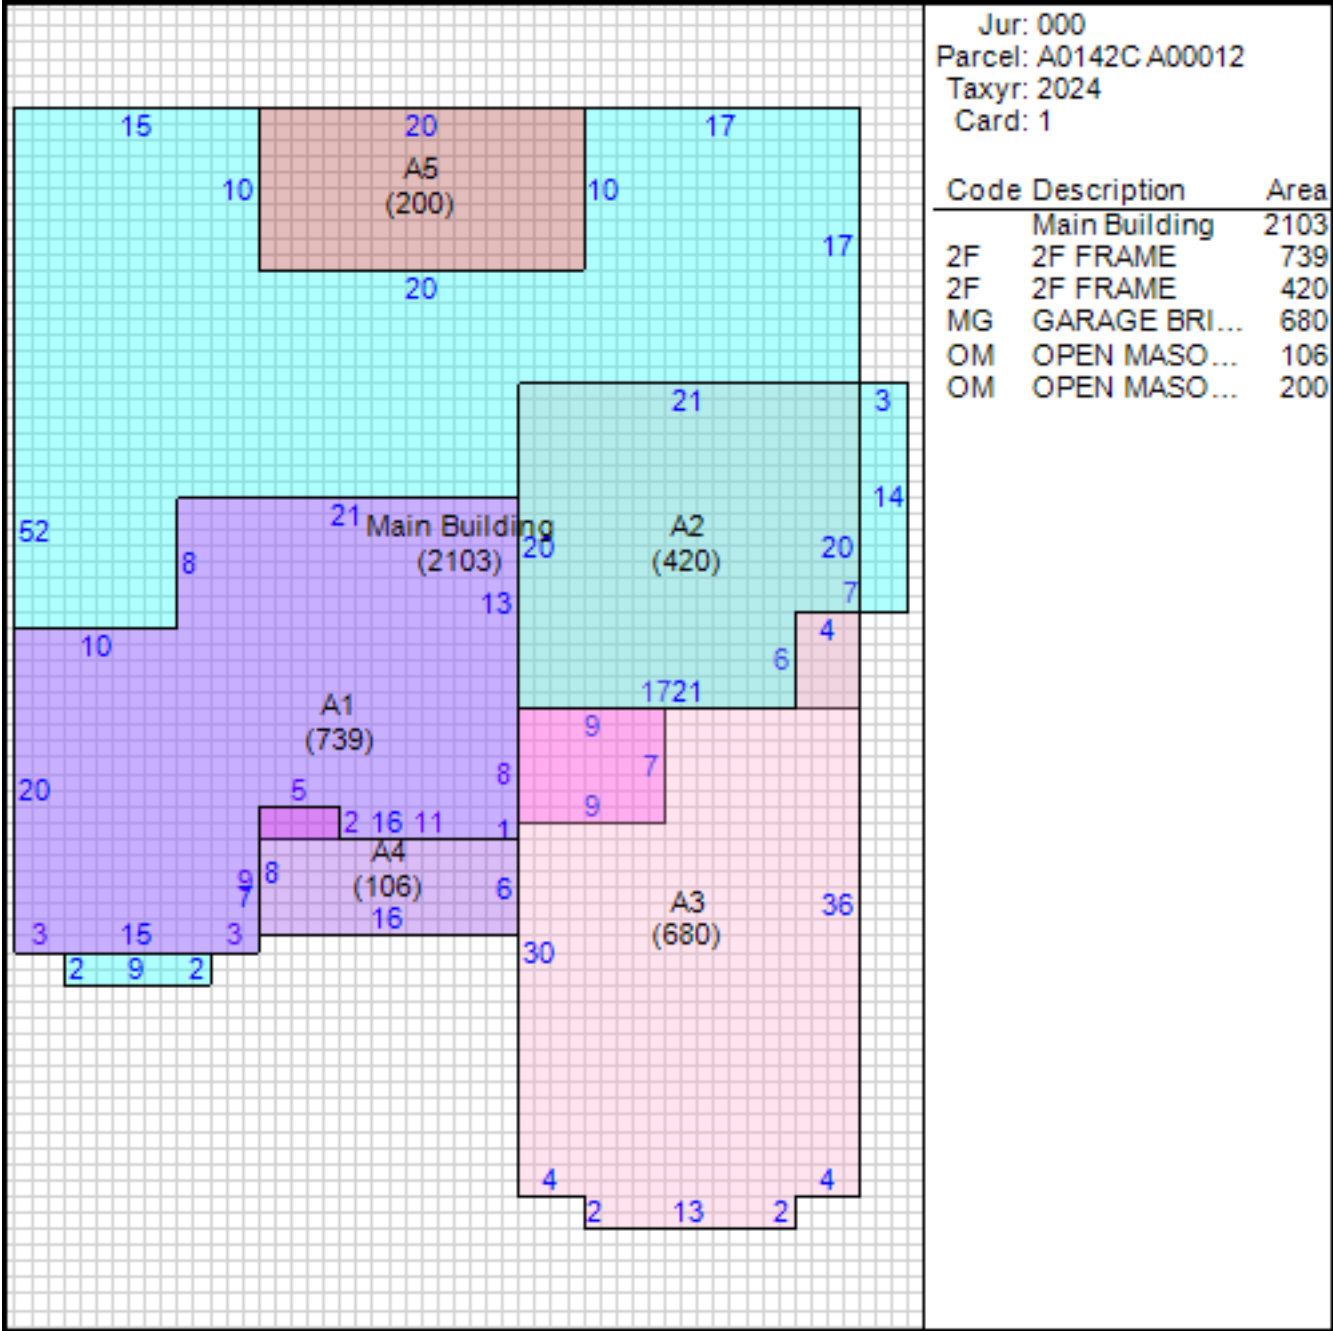 Jur: 000
Parcel: A0142C A00012
Taxyr: 2024
Card: 1
Code Description Area
Main Building 2103
2F 2F FRAME 739
2F 2F FRAME 420
MG GARAGE BRI... 680
OM OPEN MASO... 106
OM OPEN MASO... 200
15 20 17
A5
10 (200) 10
17
20
21 3
14
21 Main Building A2
52 20 20
8 (2103) (420)
13 7
10 4
6
1721
A1 9
(739)
8 7
20 5 9
2 16 11 1
A4
9 8 (106) 6
7
A3 36
(680)
3 15 3 16
30
2 9 2
4 4
2 13 2